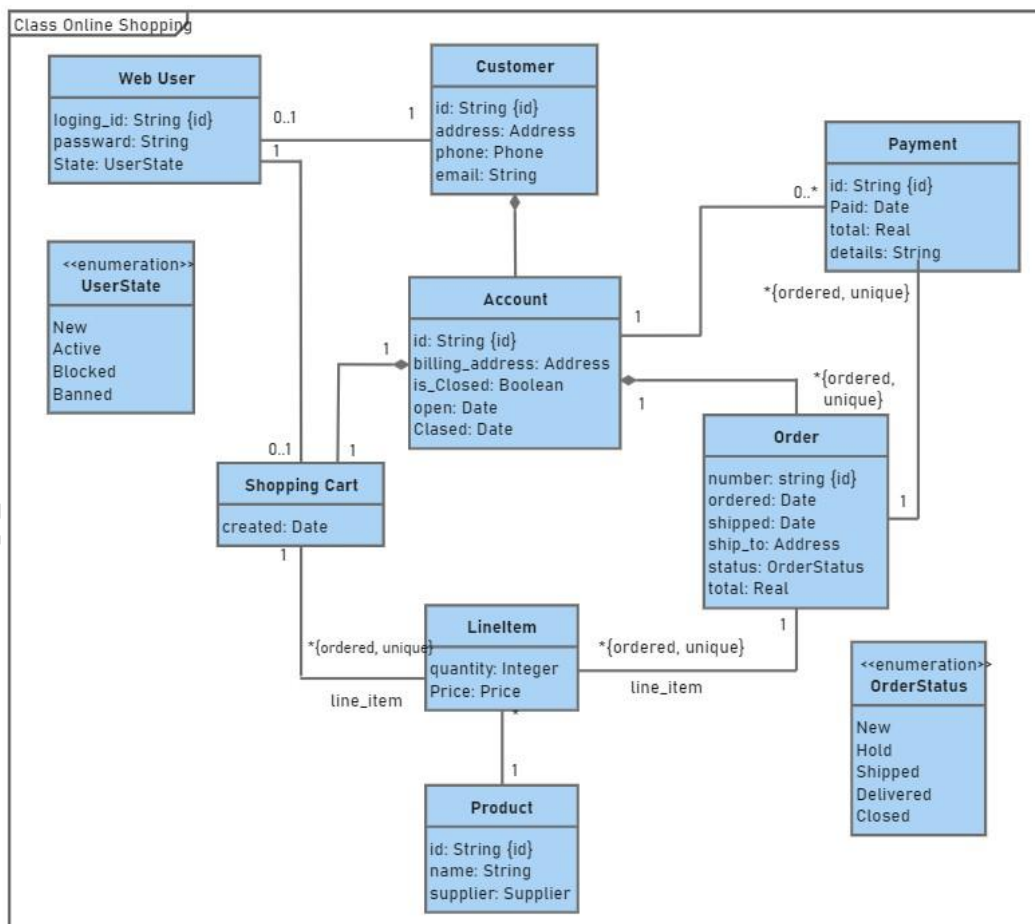 Class Online Shopping
Web User
loging_id: String {id}
passward: String
State: UserState
Customer
id: String {id}
address: Address
phone: Phone
email: String
0..1
1
1
Payment
id: String {id}
Paid: Date
total: Real
details: String
0..*
*{ordered, unique}
<<enumeration>>
UserState
New
Active
Blocked
Banned
Account
id: String {id}
billing_address: Address
is_Closed: Boolean
open: Date
Clased: Date
1
1
1
*{ordered,
unique}
Order
number: string {id}
ordered: Date
shipped: Date
ship_to: Address
status: OrderStatus
total: Real
1
0..1
1
Shopping Cart
created: Date
1
*{ordered, unique}
line_item
LineItem
quantity: Integer
Price: Price
*{ordered, unique}
line_item
1
*
1
Product
id: String {id}
name: String
supplier: Supplier
<<enumeration>>
OrderStatus
New
Hold
Shipped
Delivered
Closed